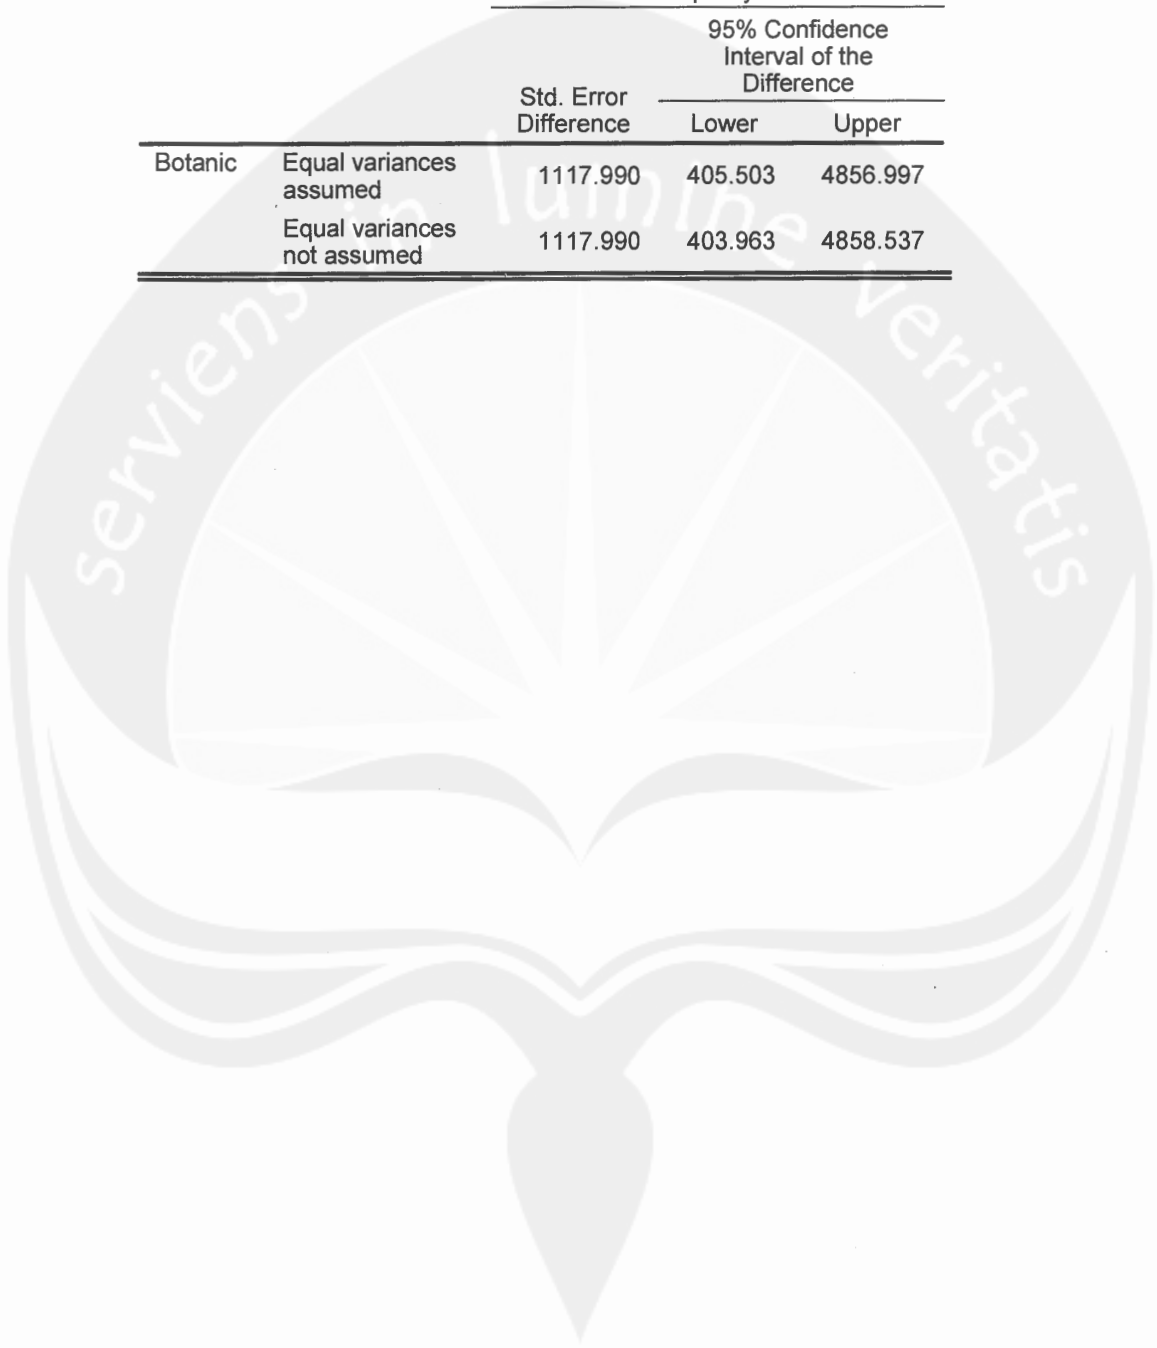 95% Confidence
Interval of the
Difference
Std. Error
Difference
Lower Upper
Botanic Equal variances
assumed 1117.990 405.503 4856.997
Equal variances
not assumed 1117.990 403.963 4858.537
serviens in lumine veritatis